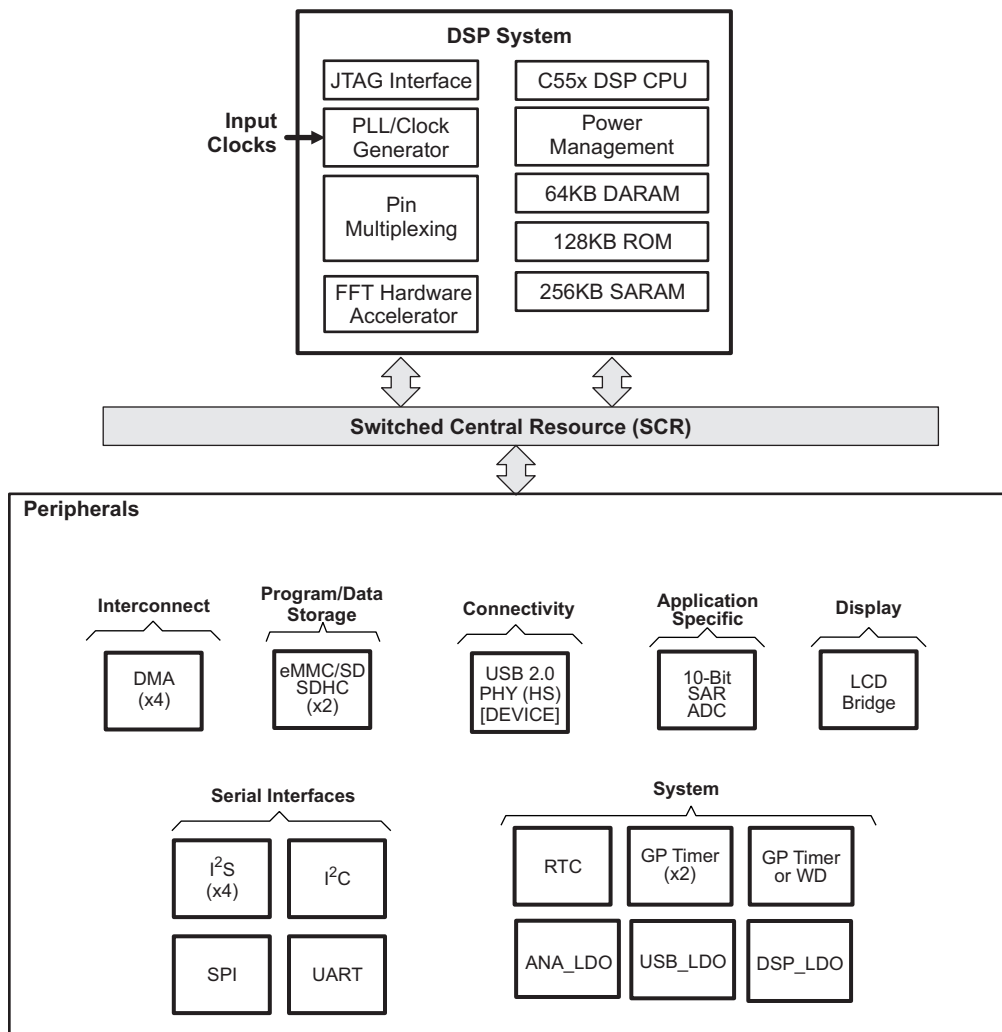 DSP System
JTAG Interface
C55x DSP CPU
Input
Clocks
PLL/Clock
Generator
Power
Management
Pin
Multiplexing
64KB DARAM
128KB ROM
FFT Hardware
Accelerator
256KB SARAM
Switched Central Resource (SCR)
Peripherals
Interconnect
DMA
(x4)
Program/Data
Storage
eMMC/SD
SDHC
(x2)
Connectivity
USB 2.0
PHY (HS)
[DEVICE]
Application
Specific
10-Bit
SAR
ADC
Display
LCD
Bridge
Serial Interfaces
I²S
(x4)
I²C
SPI
UART
System
RTC
GP Timer
(x2)
GP Timer
or WD
ANA_LDO
USB_LDO
DSP_LDO